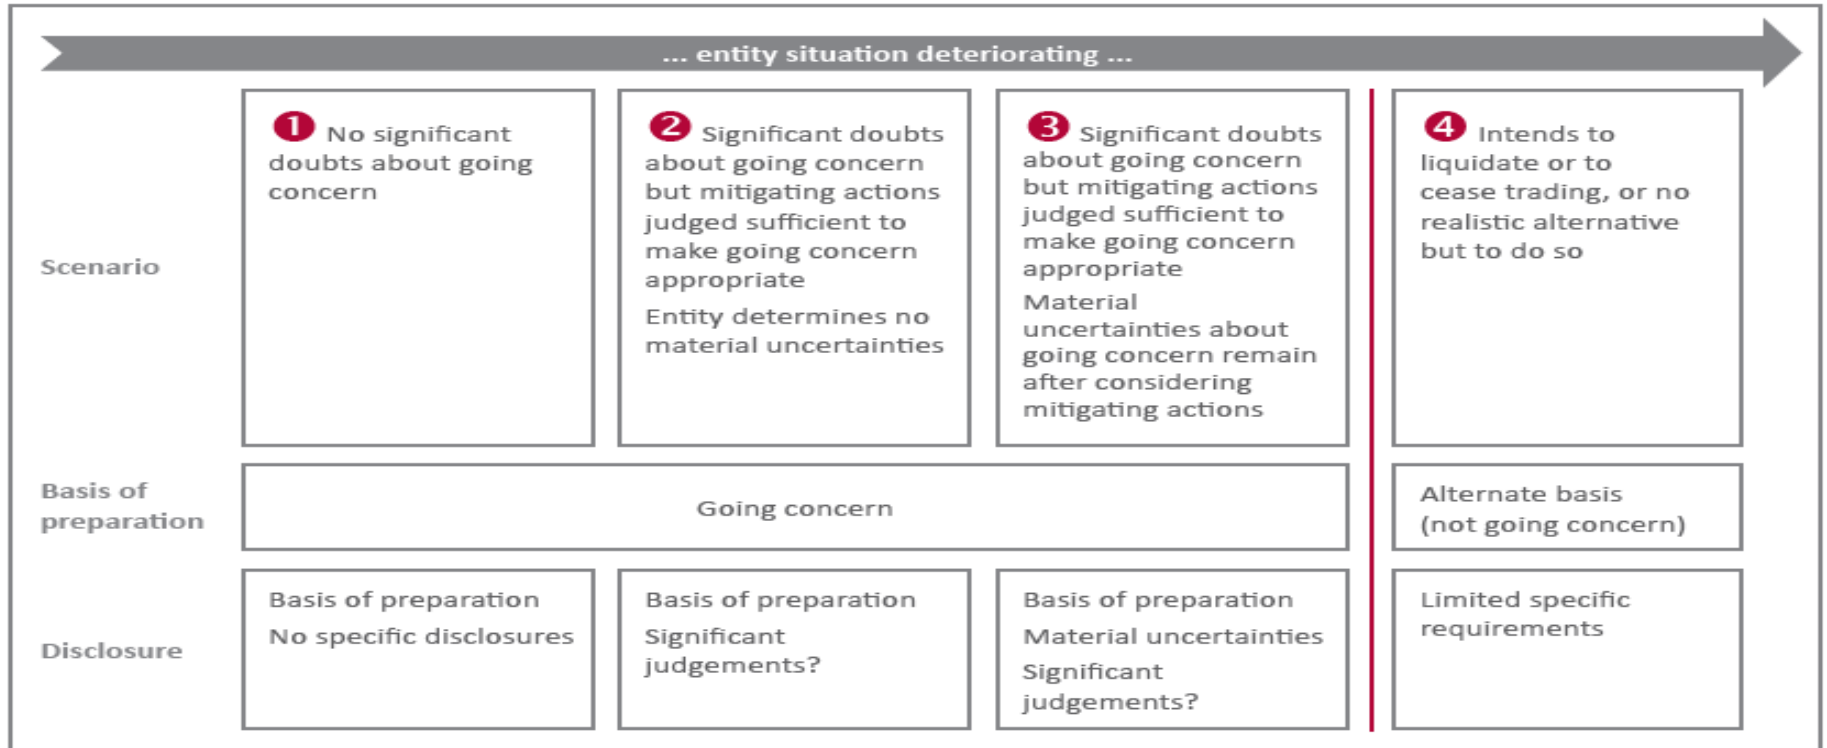 ... entity situation deteriorating ...
Scenario
1 No significant
doubts about going
concern
2 Significant doubts
about going concern
but mitigating actions
judged sufficient to
make going concern
appropriate
Entity determines no
material uncertainties
3 Significant doubts
about going concern
but mitigating actions
judged sufficient to
make going concern
appropriate
Material
uncertainties about
going concern remain
after considering
mitigating actions
4 Intends to
liquidate or to
cease trading, or no
realistic alternative
but to do so
Basis of
preparation
Going concern
Alternate basis
(not going concern)
Disclosure
Basis of preparation
No specific disclosures
Basis of preparation
Significant
judgements?
Basis of preparation
Material uncertainties
Significant
judgements?
Limited specific
requirements